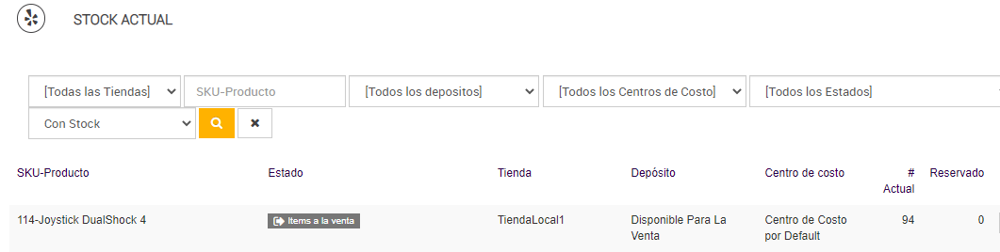 STOCK ACTUAL
[Todas las Tiendas] SKU-Producto [Todos los depositos] [Todos los Centros de Costo] [Todos los Estados]
Con Stock
SKU-Producto Estado Tienda Depósito Centro de costo # Reservado
Actual
114-Joystick DualShock 4 Items a la venta TiendaLocal1 Disponible Para La Centro de Costo 94 0
Venta por Default